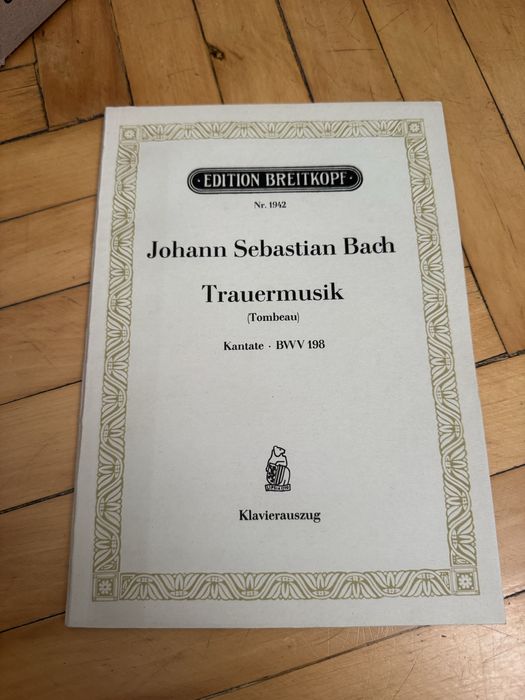 EDITION BREITKOPF
Nr. 1942
Johann Sebastian Bach
Trauermusik
(Tombeau)
Kantate · BWV 198
Klavierauszug